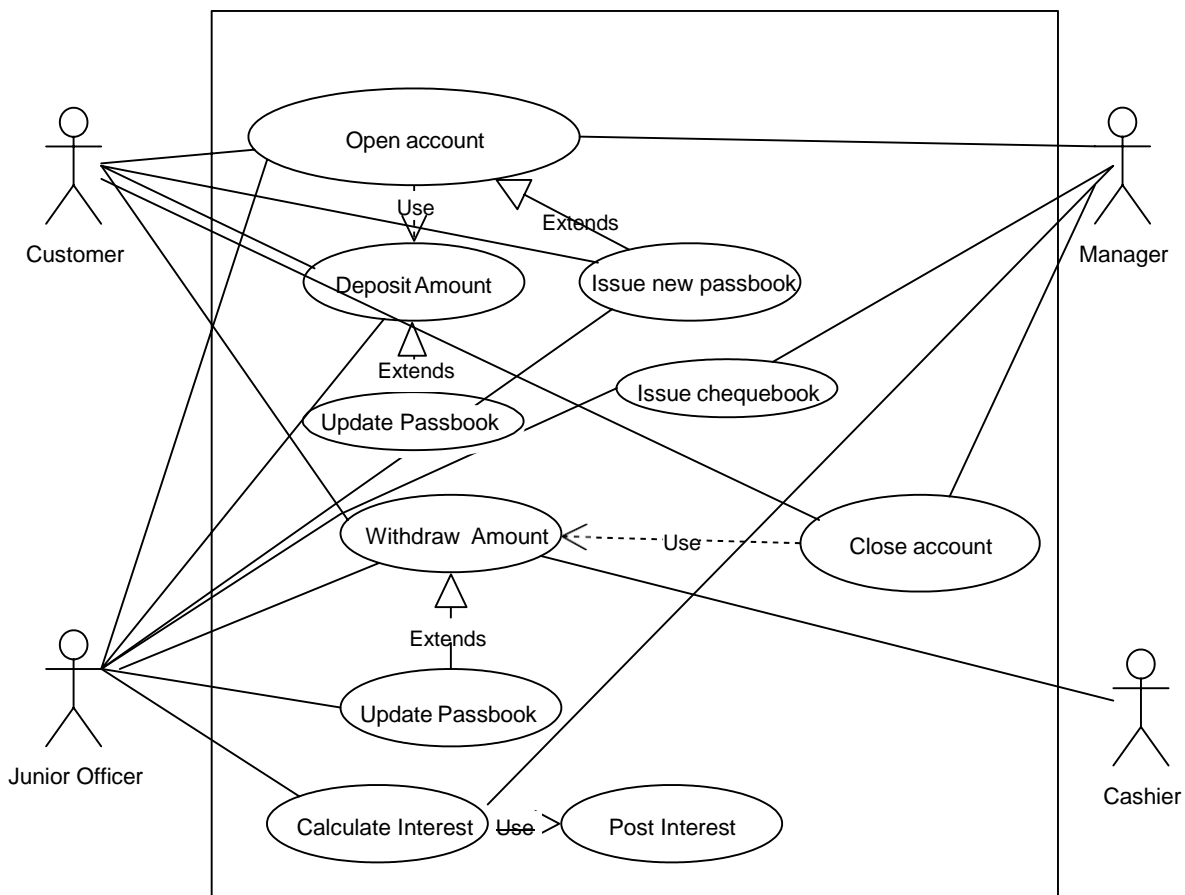 Open account
Use
Extends
Customer
Manager
Deposit Amount
Issue new passbook
Extends
Issue chequebook
Update Passbook
Withdraw Amount
Use
Close account
Extends
Update Passbook
Junior Officer
Cashier
Calculate Interest
Use
Post Interest